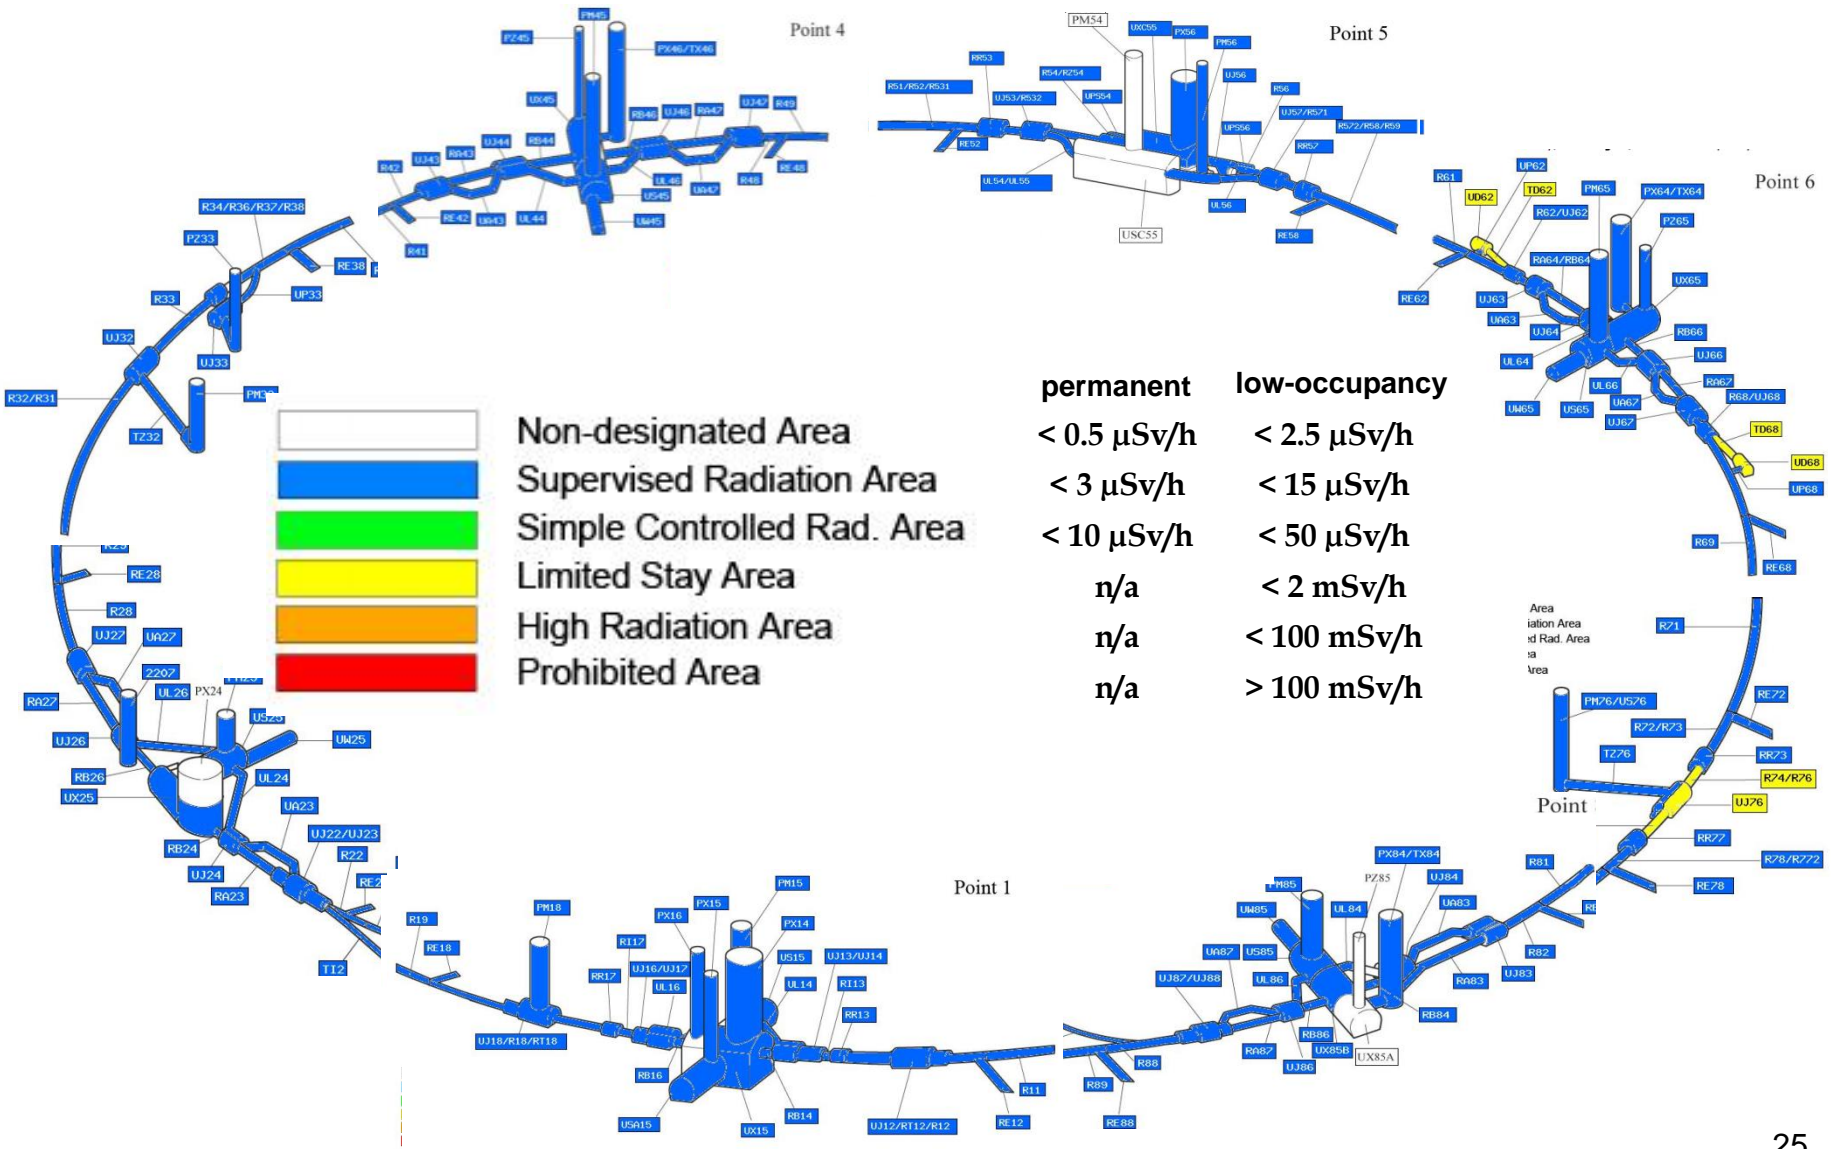 Point 4
PM45
PZ45
PX46/TX46
UX45
RB46
UJ46
RA47
UJ47
R49
UJ44
RB44
RA43
UJ43
R42
RE42
UA43
UL44
R41
UL46
US45
UW45
UA47
R48
RE48
Point 5
PM54
UXC55
PX56
PM56
RR53
R54/RZ54
UJ56
R51/R52/R531
UJ53/R532
UPS54
R56
UJ57/R571
UPS56
R572/R58/R59
RE52
RR57
UL54/UL55
UL56
USC55
RE58
Point 6
UP62
R61
UD62
TD62
PM65
PX64/TX64
R62/UJ62
PZ65
RA64/RB64
UX65
RE62
UJ63
UA63
UJ64
RB66
UL64
UJ66
UL66
RA67
UW65
US65
UA67
R68/UJ68
UJ67
TD68
UD68
UP68
R69
RE68
R34/R36/R37/R38
PZ33
RE38
UP33
R33
UJ32
UJ33
R32/R31
TZ32
permanent low-occupancy
Non-designated Area < 0.5 μSv/h < 2.5 μSv/h
Supervised Radiation Area < 3 μSv/h < 15 μSv/h
Simple Controlled Rad. Area < 10 μSv/h < 50 μSv/h
Limited Stay Area n/a < 2 mSv/h
High Radiation Area n/a < 100 mSv/h
Prohibited Area n/a > 100 mSv/h
RE28
R28
UJ27
UA27
2207
UL26
PX24
RA27
US25
UJ26
UW25
RB26
UL24
UX25
UA23
UJ22/UJ23
RB24
R22
UJ24
RA23
TI2
Area
Rad. Area
Area
R71
PM76/US76
RE72
R72/R73
TZ76
RR73
R74/R76
UJ76
Point
RR77
R78/R772
RE78
Point 1
PM15
PM18
PX16
PX15
PX14
R19
RE18
RI17
US15
UJ13/UJ14
RR17
UJ16/UJ17
UL16
UL14
RI13
RR13
UJ18/R18/RT18
RB16
R11
USA15
UX15
RB14
UJ12/RT12/R12
RE12
PX84/TX84
R81
PM85
PZ85
UJ84
UW85
UL84
UA83
UA87
US85
R82
UJ87/UJ88
UL86
RA83
UJ83
RB84
RB86
R88
RA87
UX85B
UX85A
UJ86
R89
RE88
25